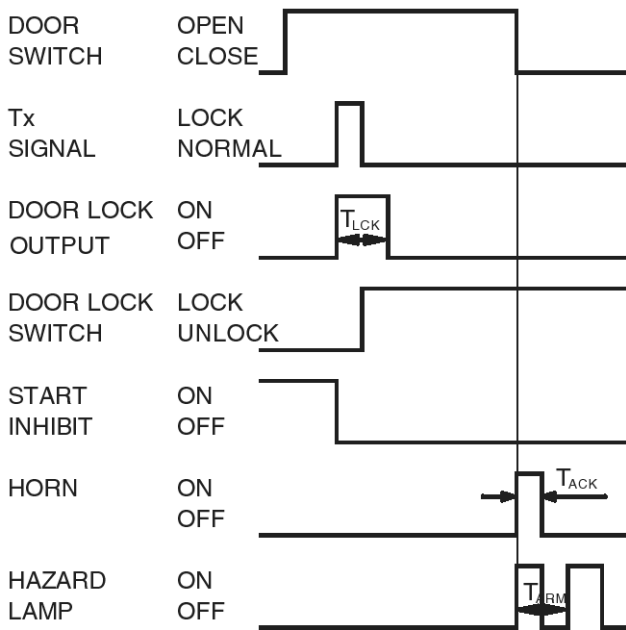 DOOR OPEN
SWITCH CLOSE
Tx LOCK
SIGNAL NORMAL
DOOR LOCK ON
OUTPUT OFF
TLCK
DOOR LOCK LOCK
SWITCH UNLOCK
START ON
INHIBIT OFF
HORN ON
OFF
TACK
HAZARD ON
LAMP OFF
TARM